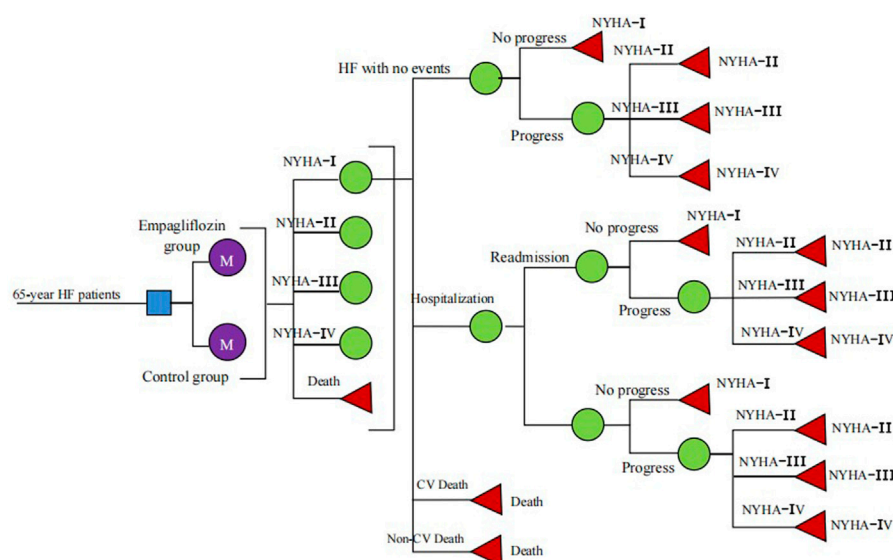 65-year HF patients
Empagliflozin
group
M
M
Control group
NYHA-I
NYHA-II
NYHA-III
NYHA-IV
Death
HF with no events
No progress
NYHA-I
Progress
NYHA-II
NYHA-II
NYHA-III
NYHA-III
NYHA-IV
NYHA-IV
Hospitalization
Readmission
No progress
NYHA-I
Progress
NYHA-II
NYHA-II
NYHA-III
NYHA-III
NYHA-IV
NYHA-IV
No progress
NYHA-I
Progress
NYHA-II
NYHA-II
NYHA-III
NYHA-III
NYHA-IV
NYHA-IV
CV Death
Death
Non-CV Death
Death